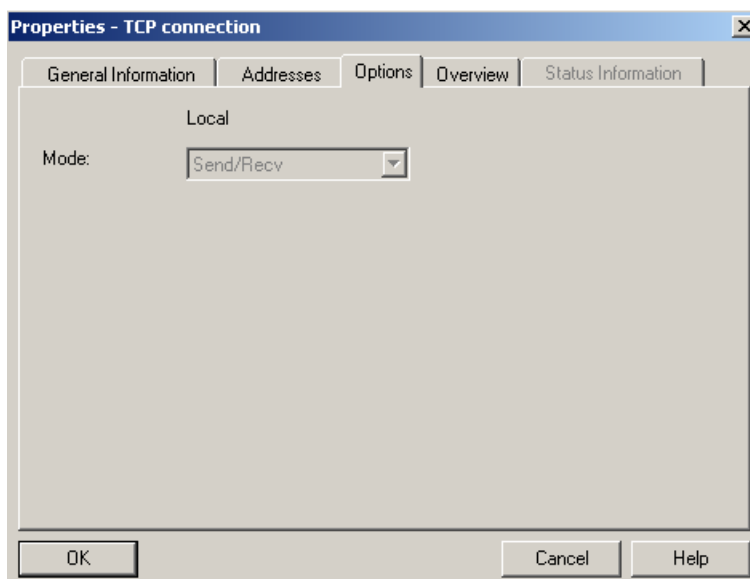 Properties - TCP connection
General Information Addresses Options Overview Status Information
Local
Mode: Send/Recv
OK Cancel Help